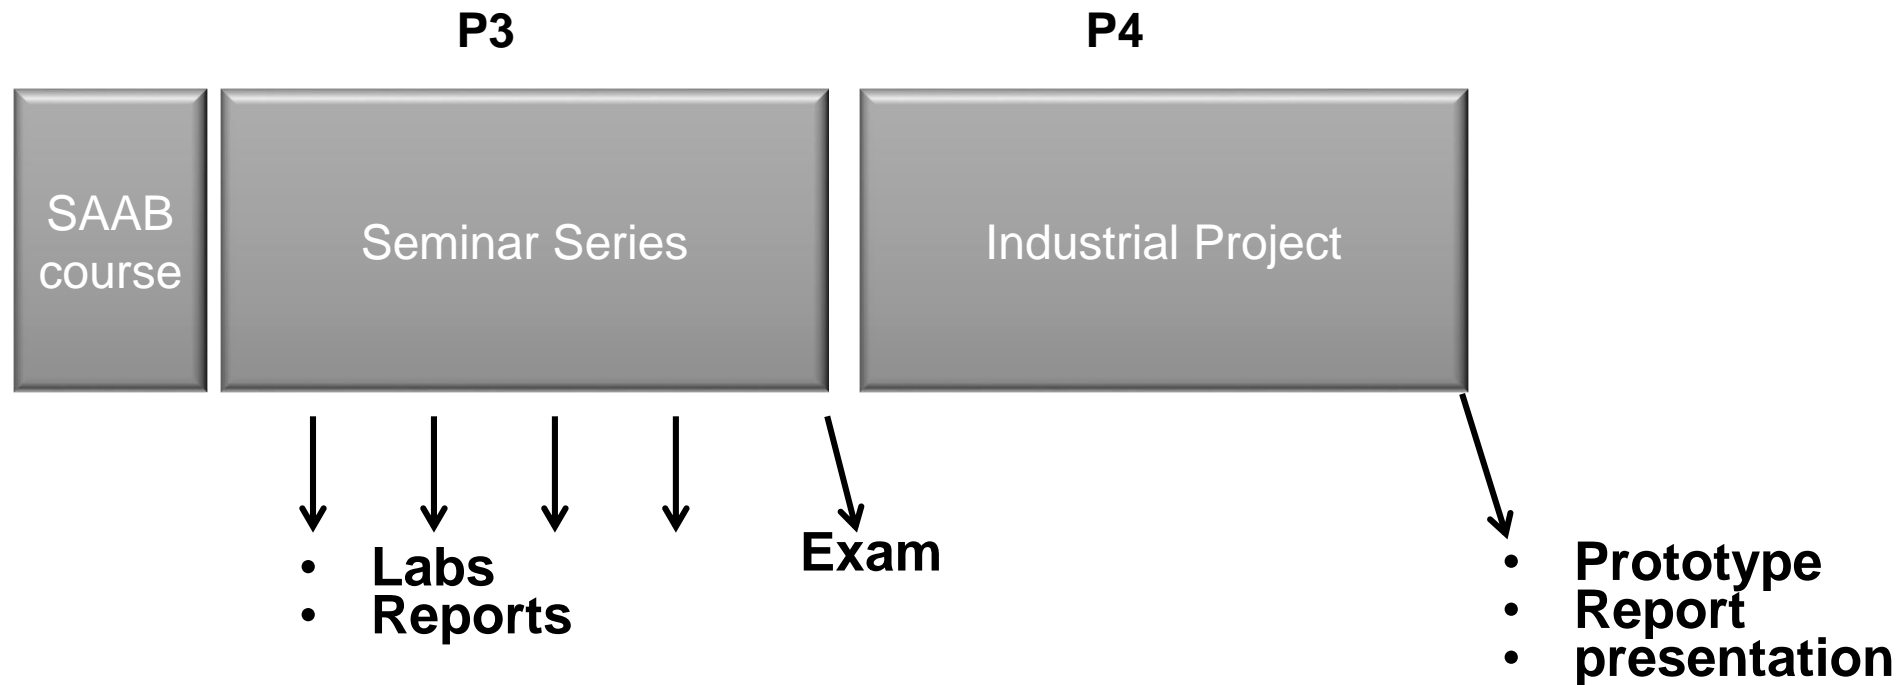 P3
P4
SAAB
course
Seminar Series
Industrial Project
• Labs
• Reports
Exam
• Prototype
• Report
• presentation